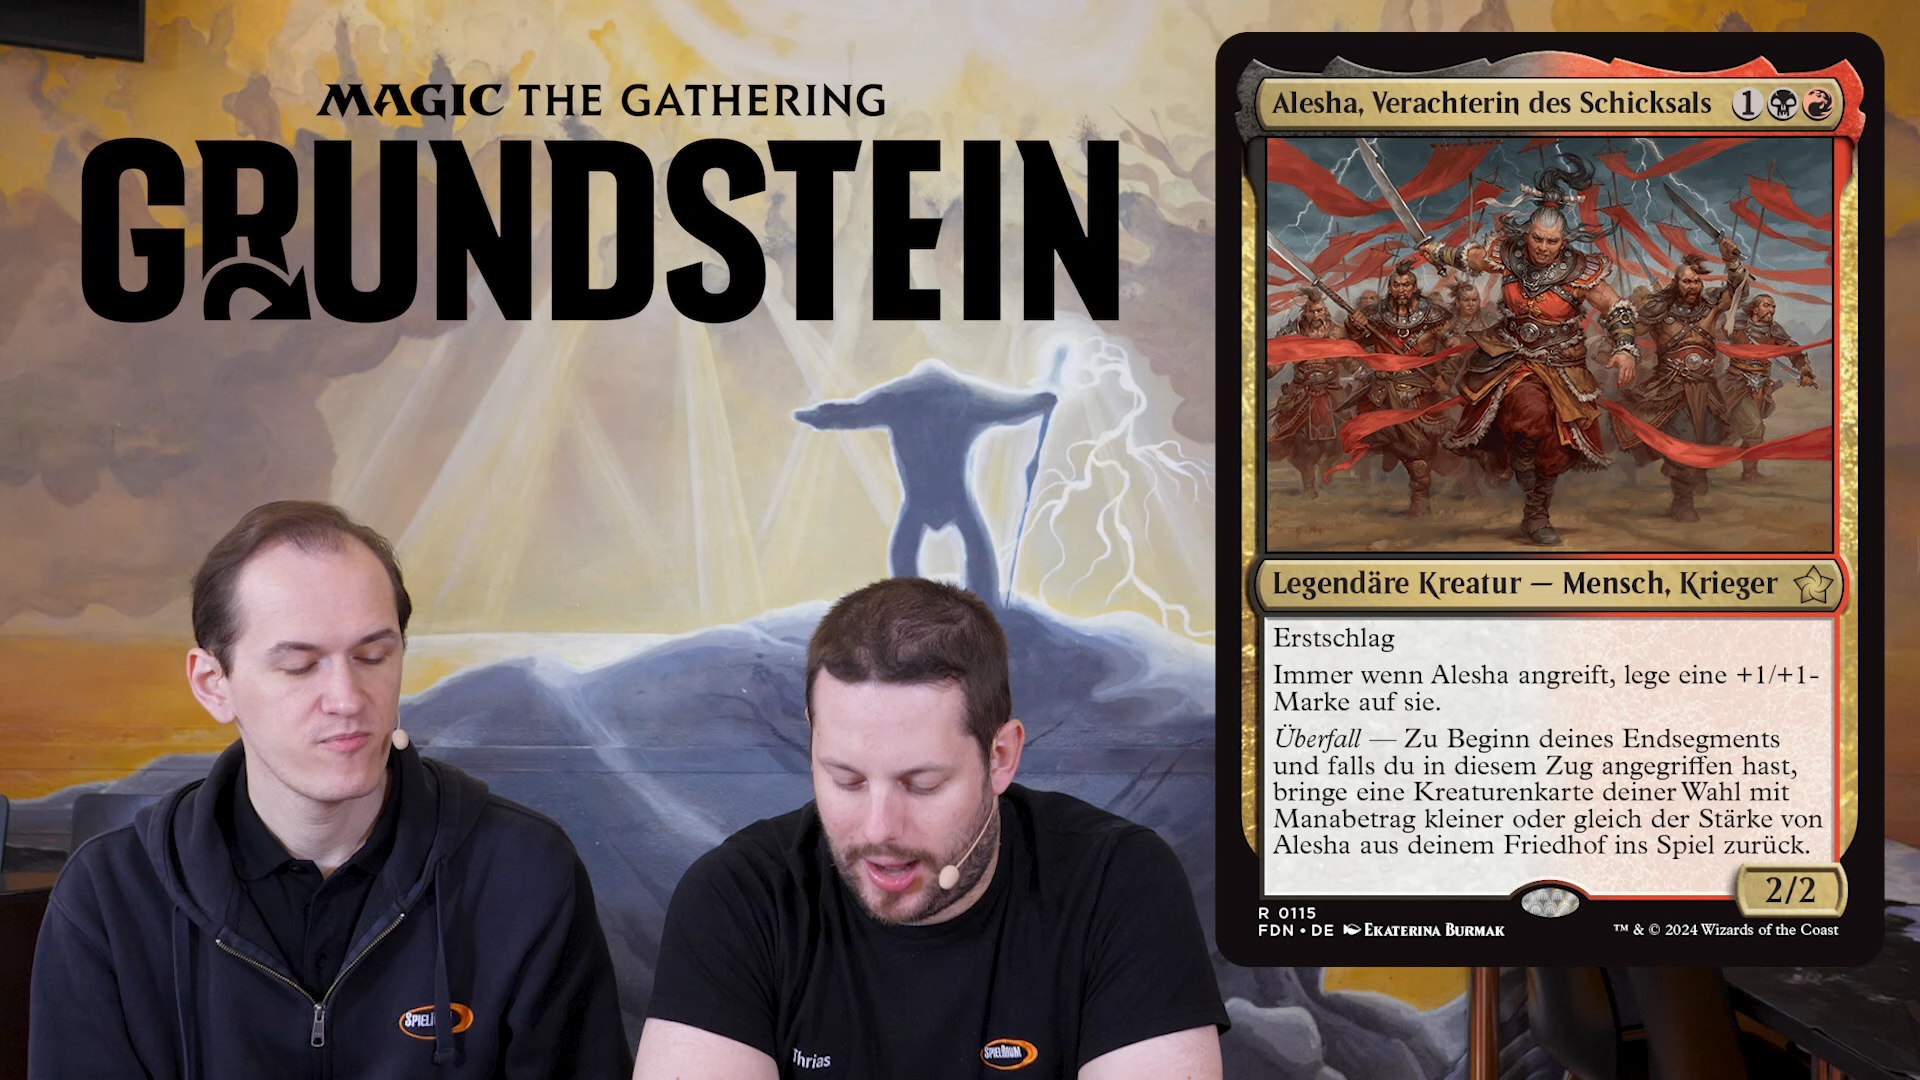 MAGIC THE GATHERING
GRUNDSTEIN
Alesha, Verachterin des Schicksals 1
Legendäre Kreatur — Mensch, Krieger
Erstschlag
Immer wenn Alesha angreift, lege eine +1/+1-
Marke auf sie.
Überfall — Zu Beginn deines Endsegments
und falls du in diesem Zug angegriffen hast,
bringe eine Kreaturenkarte deiner Wahl mit
Manabetrag kleiner oder gleich der Stärke von
Alesha aus deinem Friedhof ins Spiel zurück.
2/2
R 0115
FDN • DE EKATERINA BURMAK
™ & © 2024 Wizards of the Coast
Thrias
SPIELRAUM